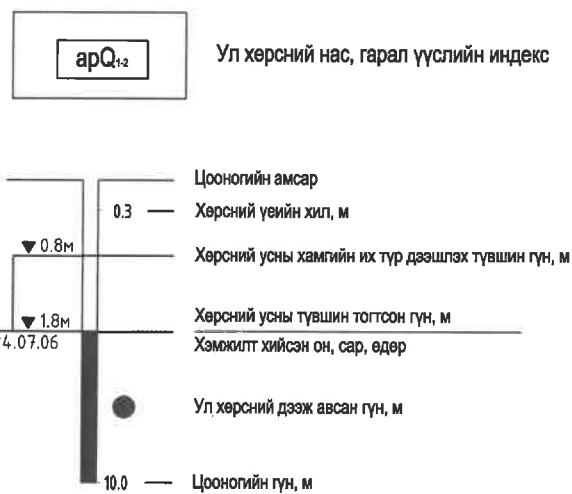 apQ1-2 Ул хөрсний нас, гарал үүслийн индекс
Цооногийн амсар
0.3 Хөрсний үеийн хил, м
0.8м Хөрсний усны хамгийн их түр дээшлэх түвшин гүн, м
1.8м Хөрсний усны түвшин тогтсон гүн, м
4.07.06 Хэмжилт хийсэн он, сар, өдөр
Ул хөрсний дээж авсан гүн, м
10.0 Цооногийн гүн, м